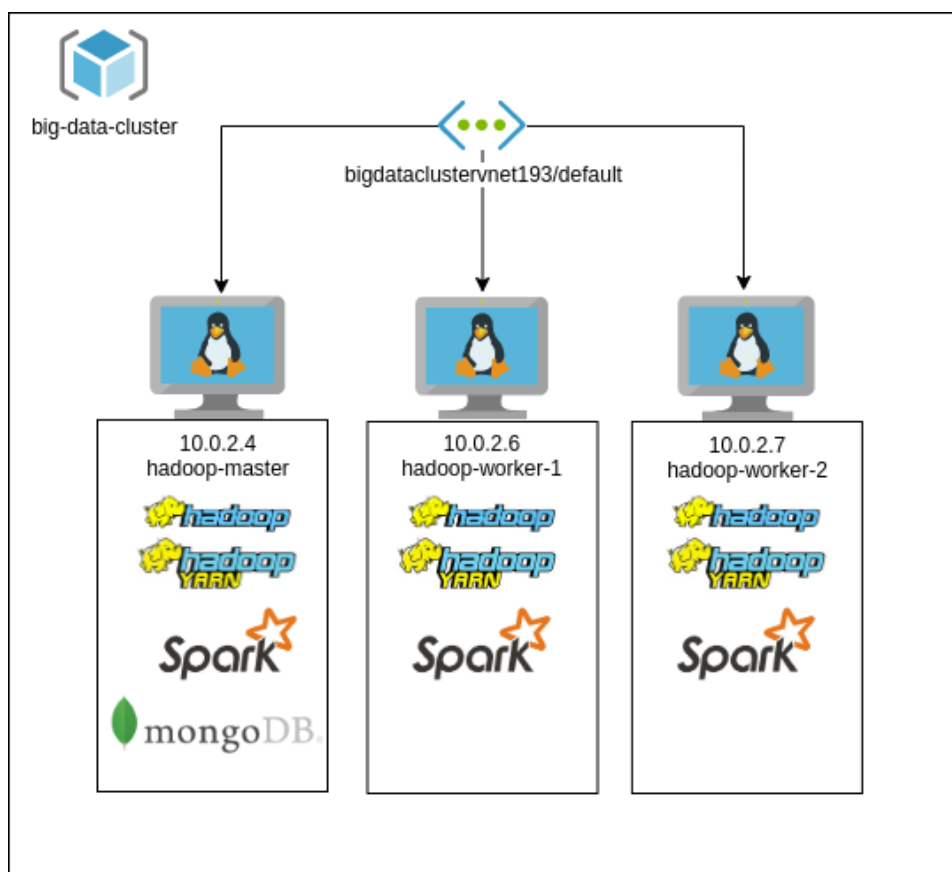 big-data-cluster
bigdataclustervnet193/default
10.0.2.4
hadoop-master
hadoop
hadoop
YARN
Spark
mongoDB.
10.0.2.6
hadoop-worker-1
hadoop
hadoop
YARN
Spark
10.0.2.7
hadoop-worker-2
hadoop
hadoop
YARN
Spark